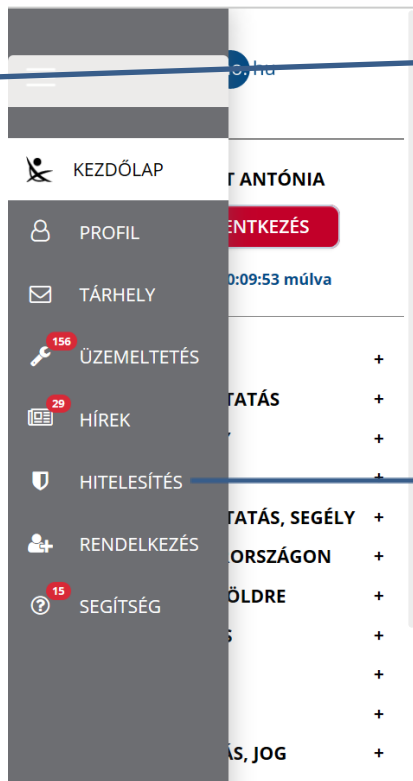 o.hu
KEZDŐLAP
T ANTÓNIA
PROFIL
ENTKEZÉS
TÁRHELY
0:09:53 múlva
156
ÜZEMELTETÉS
+
29
HÍREK
TATÁS +
+
HITELESÍTÉS
+
TATÁS, SEGÉLY +
RENDELKEZÉS
ORSZÁGON +
15
SEGÍTSÉG
ÖLDRE +
S +
+
+
ÁS, JOG +